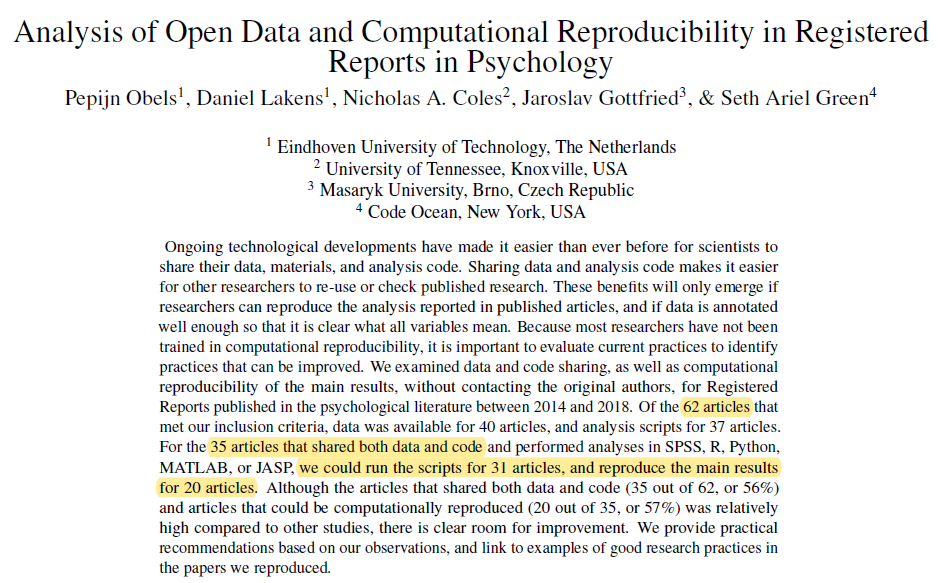 Analysis of Open Data and Computational Reproducibility in Registered
Reports in Psychology
Pepijn Obels1, Daniel Lakens1, Nicholas A. Coles2, Jaroslav Gottfried3, & Seth Ariel Green4
1 Eindhoven University of Technology, The Netherlands
2 University of Tennessee, Knoxville, USA
3 Masaryk University, Brno, Czech Republic
4 Code Ocean, New York, USA
Ongoing technological developments have made it easier than ever before for scientists to
share their data, materials, and analysis code. Sharing data and analysis code makes it easier
for other researchers to re-use or check published research. These benefits will only emerge if
researchers can reproduce the analysis reported in published articles, and if data is annotated
well enough so that it is clear what all variables mean. Because most researchers have not been
trained in computational reproducibility, it is important to evaluate current practices to identify
practices that can be improved. We examined data and code sharing, as well as computational
reproducibility of the main results, without contacting the original authors, for Registered
Reports published in the psychological literature between 2014 and 2018. Of the 62 articles that
met our inclusion criteria, data was available for 40 articles, and analysis scripts for 37 articles.
For the 35 articles that shared both data and code and performed analyses in SPSS, R, Python,
MATLAB, or JASP, we could run the scripts for 31 articles, and reproduce the main results
for 20 articles. Although the articles that shared both data and code (35 out of 62, or 56%)
and articles that could be computationally reproduced (20 out of 35, or 57%) was relatively
high compared to other studies, there is clear room for improvement. We provide practical
recommendations based on our observations, and link to examples of good research practices in
the papers we reproduced.